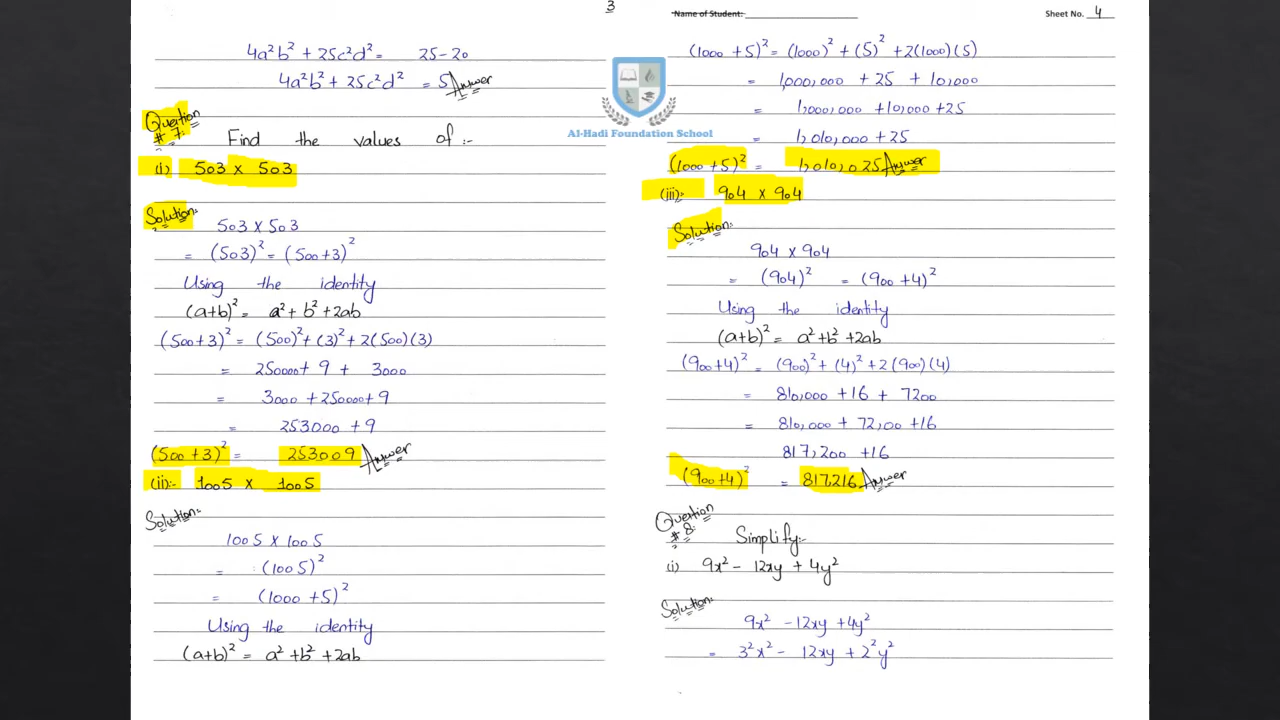 3
4a²b² + 25c²d² = 25-20
4a²b² + 25c²d² = 5 Answer
Question # 7:
Find the values of :-
(i) 503 x 503
Solution:
503 x 503
= (503)² = (500+3)²
Using the identity
(a+b)² = a² + b² + 2ab
(500+3)² = (500)² + (3)² + 2(500)(3)
= 250000 + 9 + 3000
= 3000 + 250000 + 9
= 253000 + 9
(500 +3)² = 253009 Answer
(ii):- 1005 x 1005
Solution:
1005 x 1005
= (1005)²
= (1000 +5)²
Using the identity
(a+b)² = a² + b² + 2ab
Name of Student:
Sheet No. 4
(1000 +5)² = (1000)² + (5)² + 2(1000)(5)
= 1,000,000 + 25 + 10,000
= 1,000,000 + 10,000 + 25
= 1,010,000 + 25
(1000 +5)² = 1,010,025 Answer
Al-Hadi Foundation School
(iii):- 904 x 904
Solution:
904 x 904
= (904)² = (900 +4)²
Using the identity
(a+b)² = a² + b² + 2ab
(900+4)² = (900)² + (4)² + 2(900)(4)
= 810,000 + 16 + 7200
= 810,000 + 72,00 + 16
817,200 + 16
(900+4)² = 817,216 Answer
Question # 8:
Simplify:-
(i) 9x² - 12xy + 4y²
Solution:
9x² - 12xy + 4y²
= 3²x² - 12xy + 2²y²